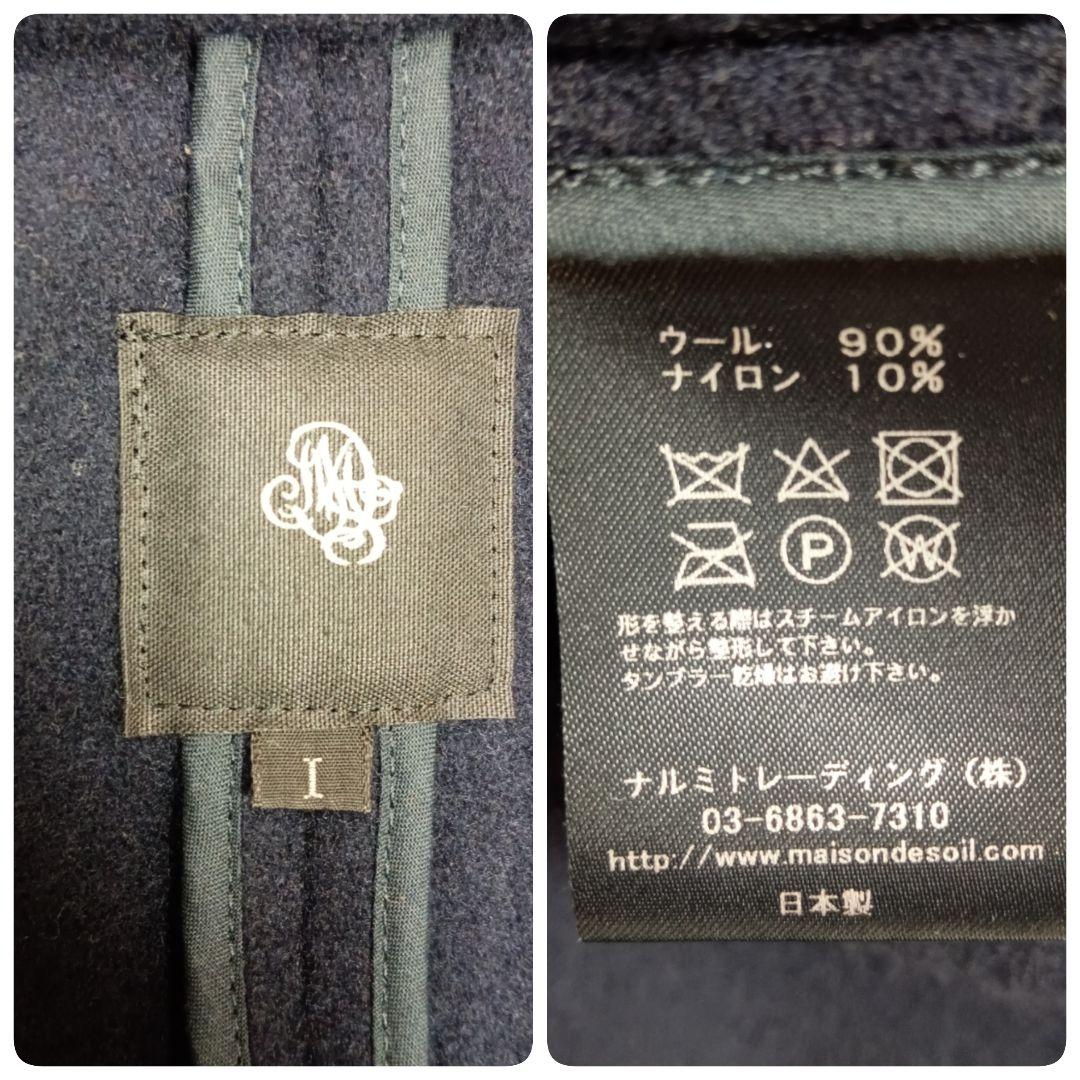 I
ウール 90%
ナイロン 10%
P
W
形を整える際はスチームアイロンを浮か
せながら整形して下さい。
タンブラー乾燥はお避け下さい。
ナルミトレーディング(株)
03-6863-7310
http://www.maisondesoil.com
日本製